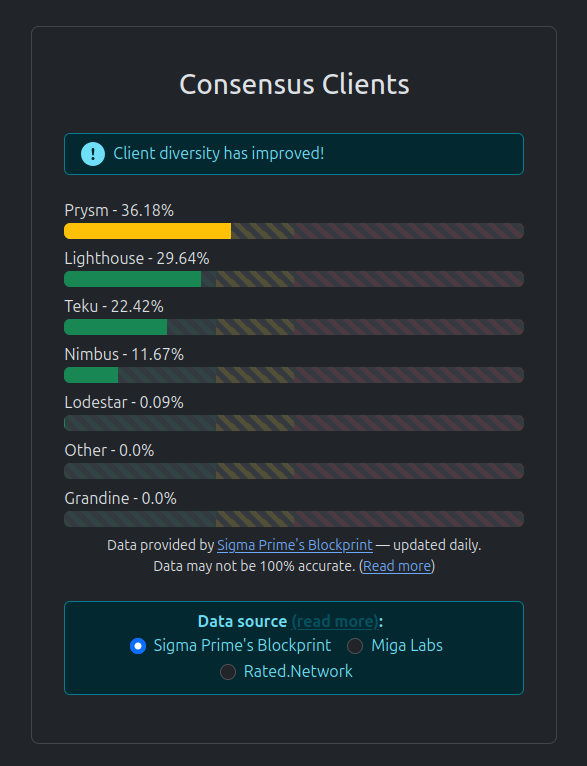 Consensus Clients
! Client diversity has improved!
Prysm - 36.18%
Lighthouse - 29.64%
Teku - 22.42%
Nimbus - 11.67%
Lodestar - 0.09%
Other - 0.0%
Grandine - 0.0%
Data provided by Sigma Prime's Blockprint — updated daily.
Data may not be 100% accurate. (Read more)
Data source (read more):
Sigma Prime's Blockprint Miga Labs
Rated.Network